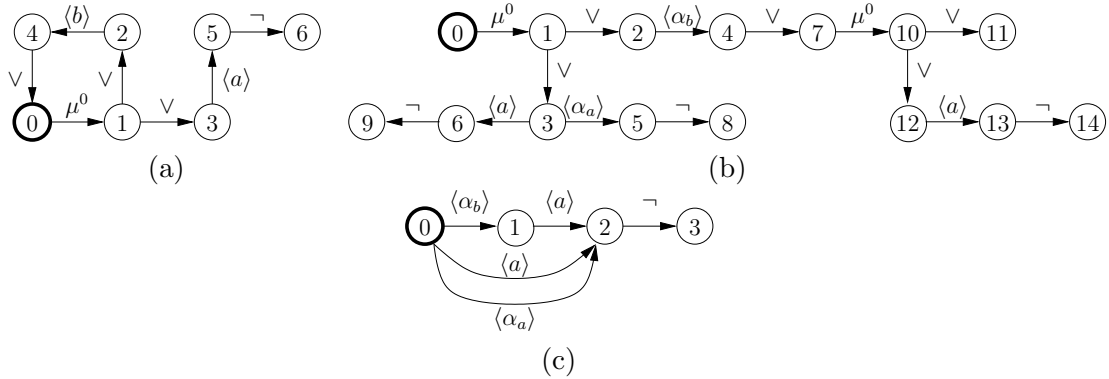 4 ⟨b⟩ 2 5 ¬ 6
∨ ∨ ⟨a⟩
0 μ⁰ 1 ∨ 3
(a)
0 μ⁰ 1 ∨ 2 ⟨α_b⟩ 4 ∨ 7 μ⁰ 10 ∨ 11
∨ ∨
9 ¬ 6 ⟨a⟩ 3 ⟨α_a⟩ 5 ¬ 8 12 ⟨a⟩ 13 ¬ 14
(b)
0 ⟨α_b⟩ 1 ⟨a⟩ 2 ¬ 3
⟨a⟩
⟨α_a⟩
(c)